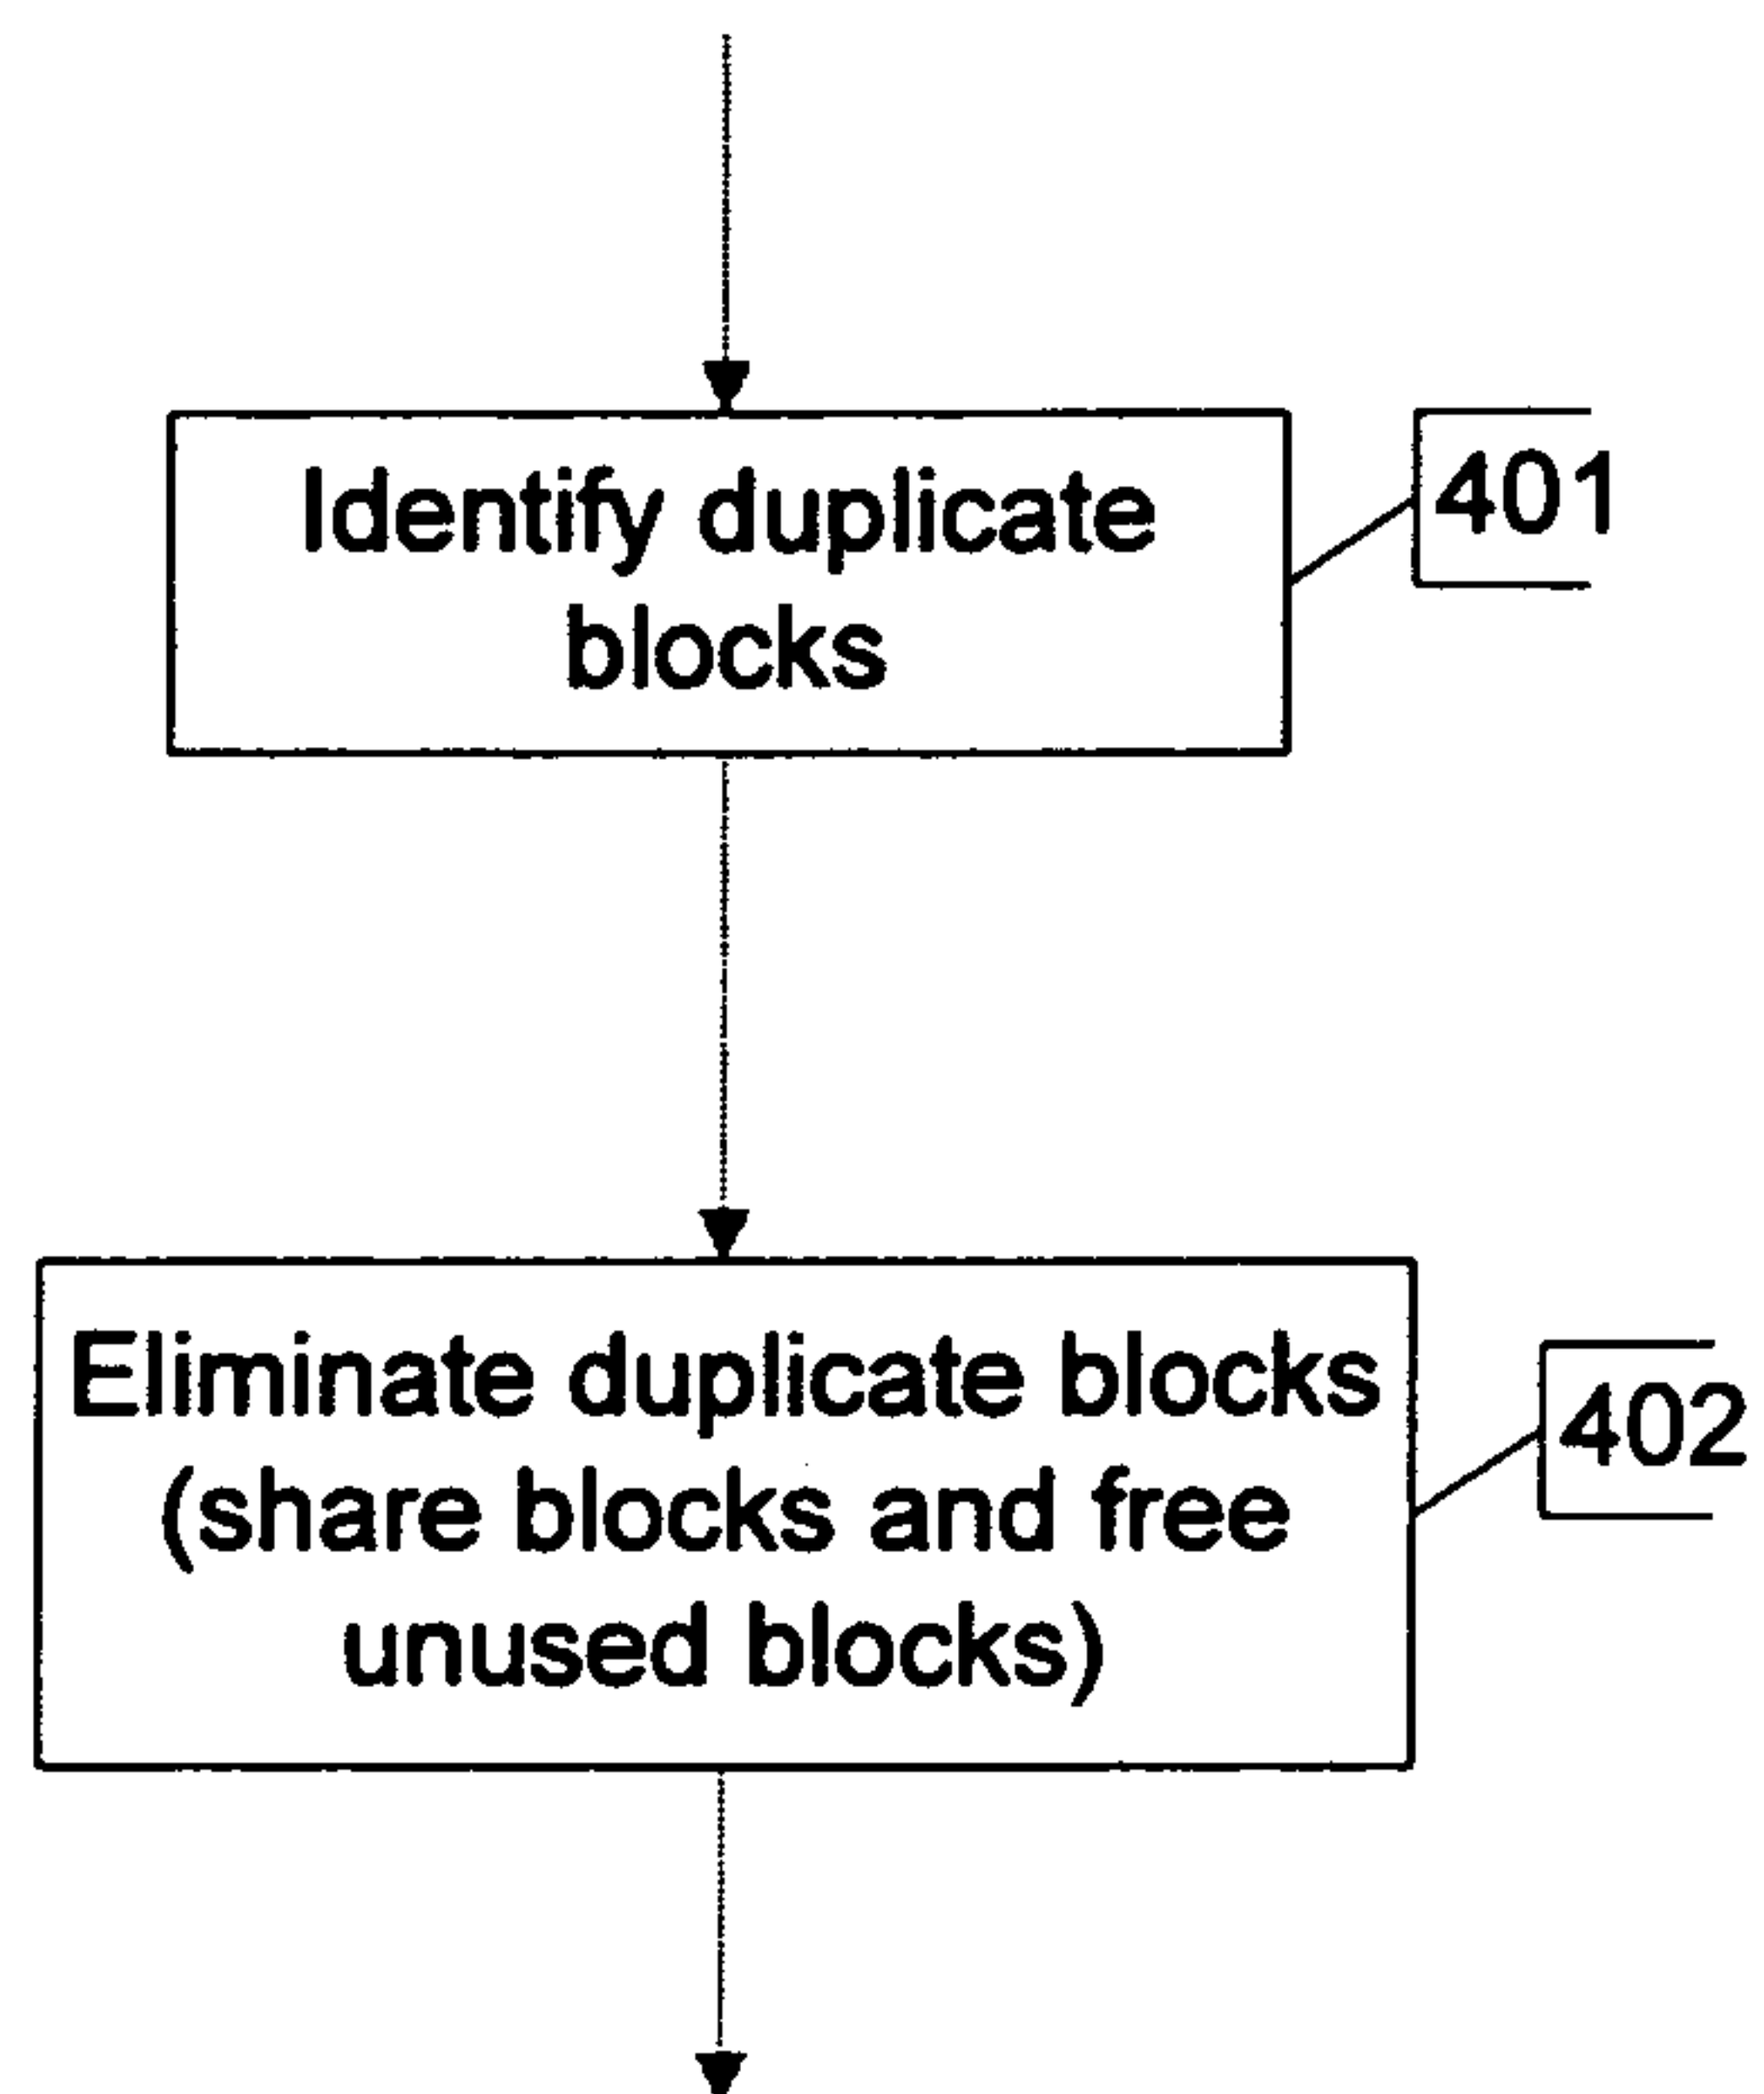 Identify duplicate
blocks
401
Eliminate duplicate blocks
(share blocks and free
unused blocks)
402